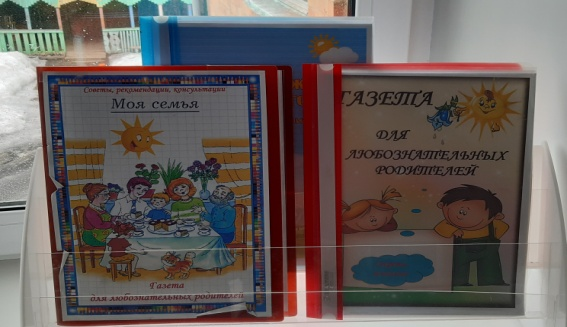 Советы, рекомендации, консультации
Моя семья
Газета
для любознательных родителей
ГАЗЕТА
ДЛЯ
ЛЮБОЗНАТЕЛЬНЫХ
РОДИТЕЛЕЙ